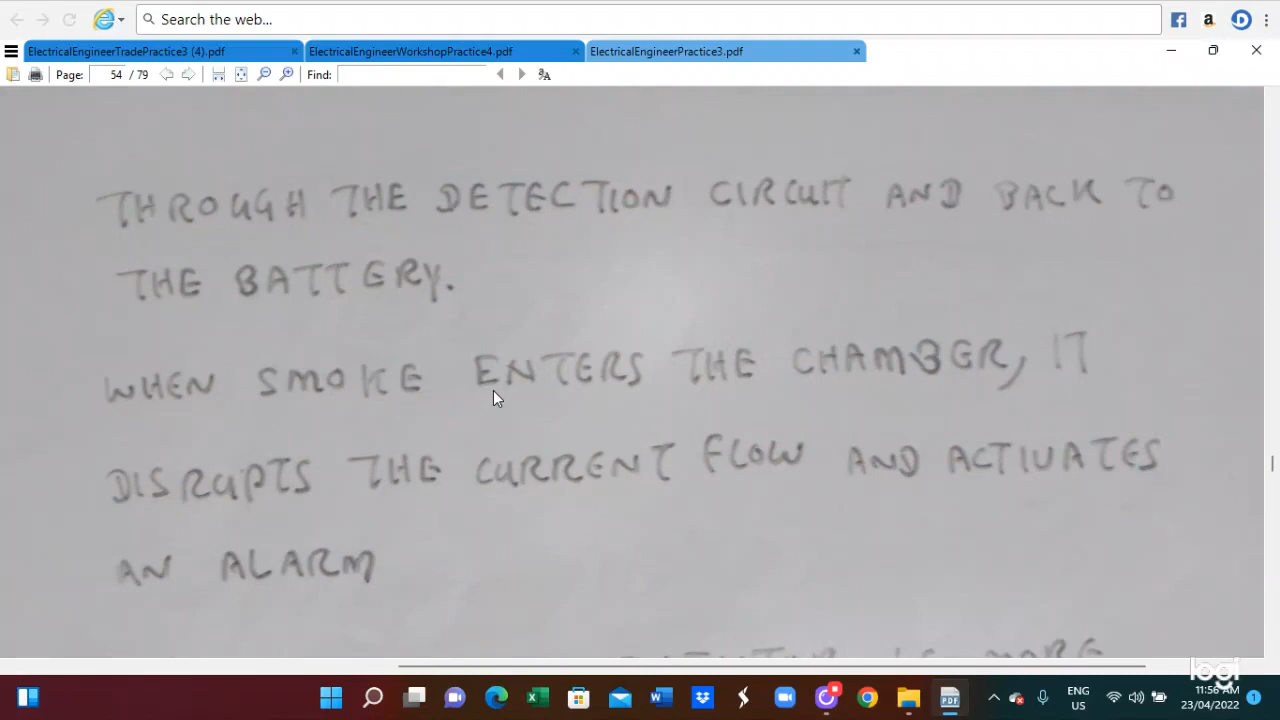 Search the web...
ElectricalEngineerTradePractice3 (4).pdf
ElectricalEngineerWorkshopPractice4.pdf
ElectricalEngineerPractice3.pdf
Page: 54 / 79 Find:
THROUGH THE DETECTION CIRCUIT AND BACK TO
THE BATTERY.
WHEN SMOKE ENTERS THE CHAMBER, IT
DISRUPTS THE CURRENT FLOW AND ACTIVATES
AN ALARM
logi
ENG
US
11:56 AM
23/04/2022